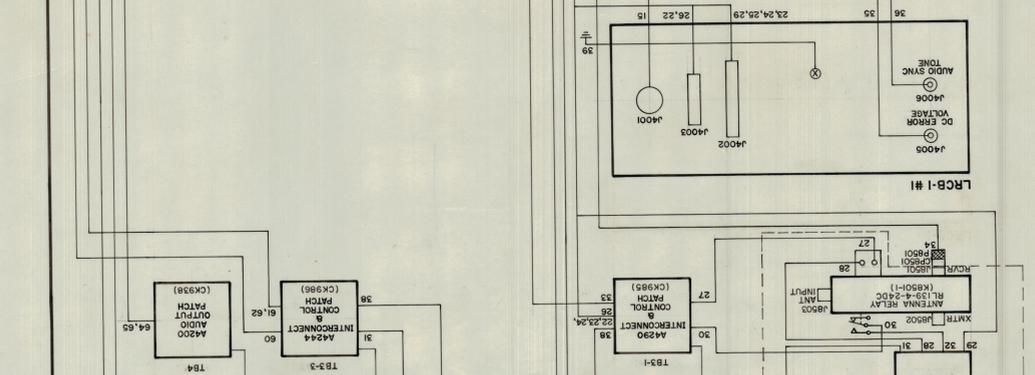 TB4
A4200
AUDIO
OUTPUT
PATCH
(CK938)
64,65
TB3-3
A4244
INTERCONNECT
&
CONTROL
PATCH
(CK986)
60
61,62
31
38
TB3-1
A4290
INTERCONNECT
&
CONTROL
PATCH
(CK985)
38
22,23,24,
26
33
30
27
29
32
28
31
30
XMTR
J8502
J8503
ANTENNA RELAY
RL139-4-24DC
(K8501-1)
ANT
INPUT
RCVR
J8501
CP8501
P8501
34
28
27
LRCB-1 #1
J4005
DC ERROR
VOLTAGE
J4006
AUDIO SYNC
TONE
J4002
J4003
J4001
X
39
36
35
23,24,25,29
26,22
15